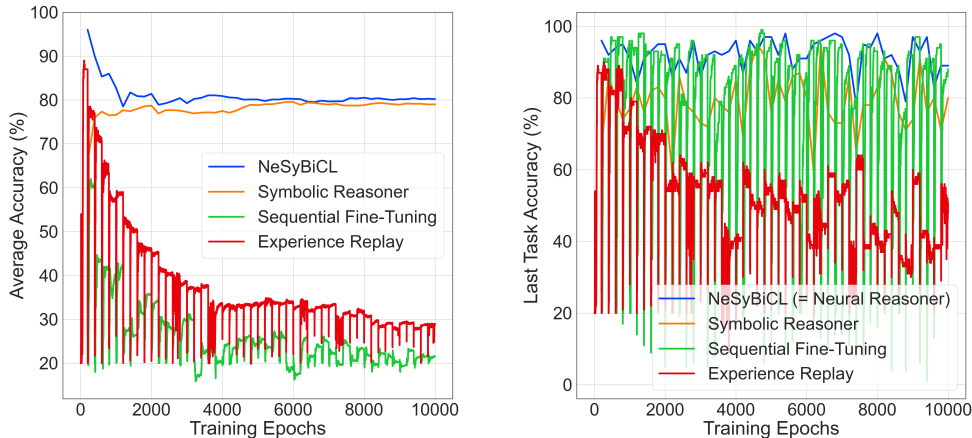 100
90
80
70
60
50
40
30
20
Average Accuracy (%)
NeSyBiCL
Symbolic Reasoner
Sequential Fine-Tuning
Experience Replay
0 2000 4000 6000 8000 10000
Training Epochs
100
80
60
40
20
0
Last Task Accuracy (%)
NeSyBiCL (= Neural Reasoner)
Symbolic Reasoner
Sequential Fine-Tuning
Experience Replay
0 2000 4000 6000 8000 10000
Training Epochs